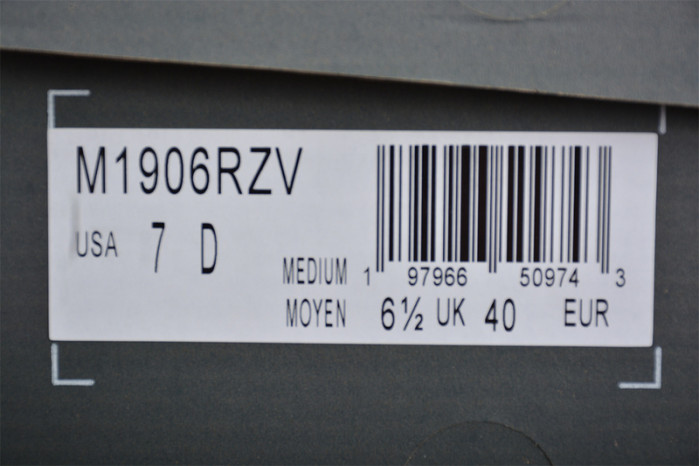 M1906RZV
USA 7 D
MEDIUM 1 97966 50974 3
MOYEN 6½ UK 40 EUR